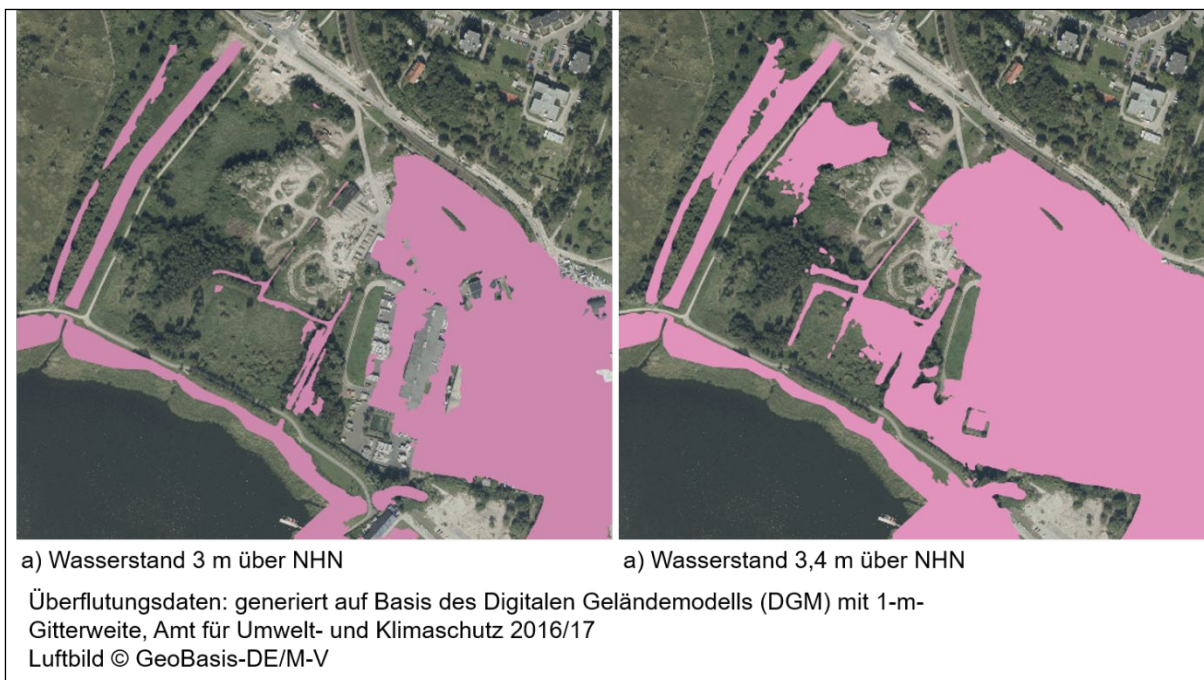 a) Wasserstand 3 m über NHN
a) Wasserstand 3,4 m über NHN
Überflutungsdaten: generiert auf Basis des Digitalen Geländemodells (DGM) mit 1-m-
Gitterweite, Amt für Umwelt- und Klimaschutz 2016/17
Luftbild © GeoBasis-DE/M-V